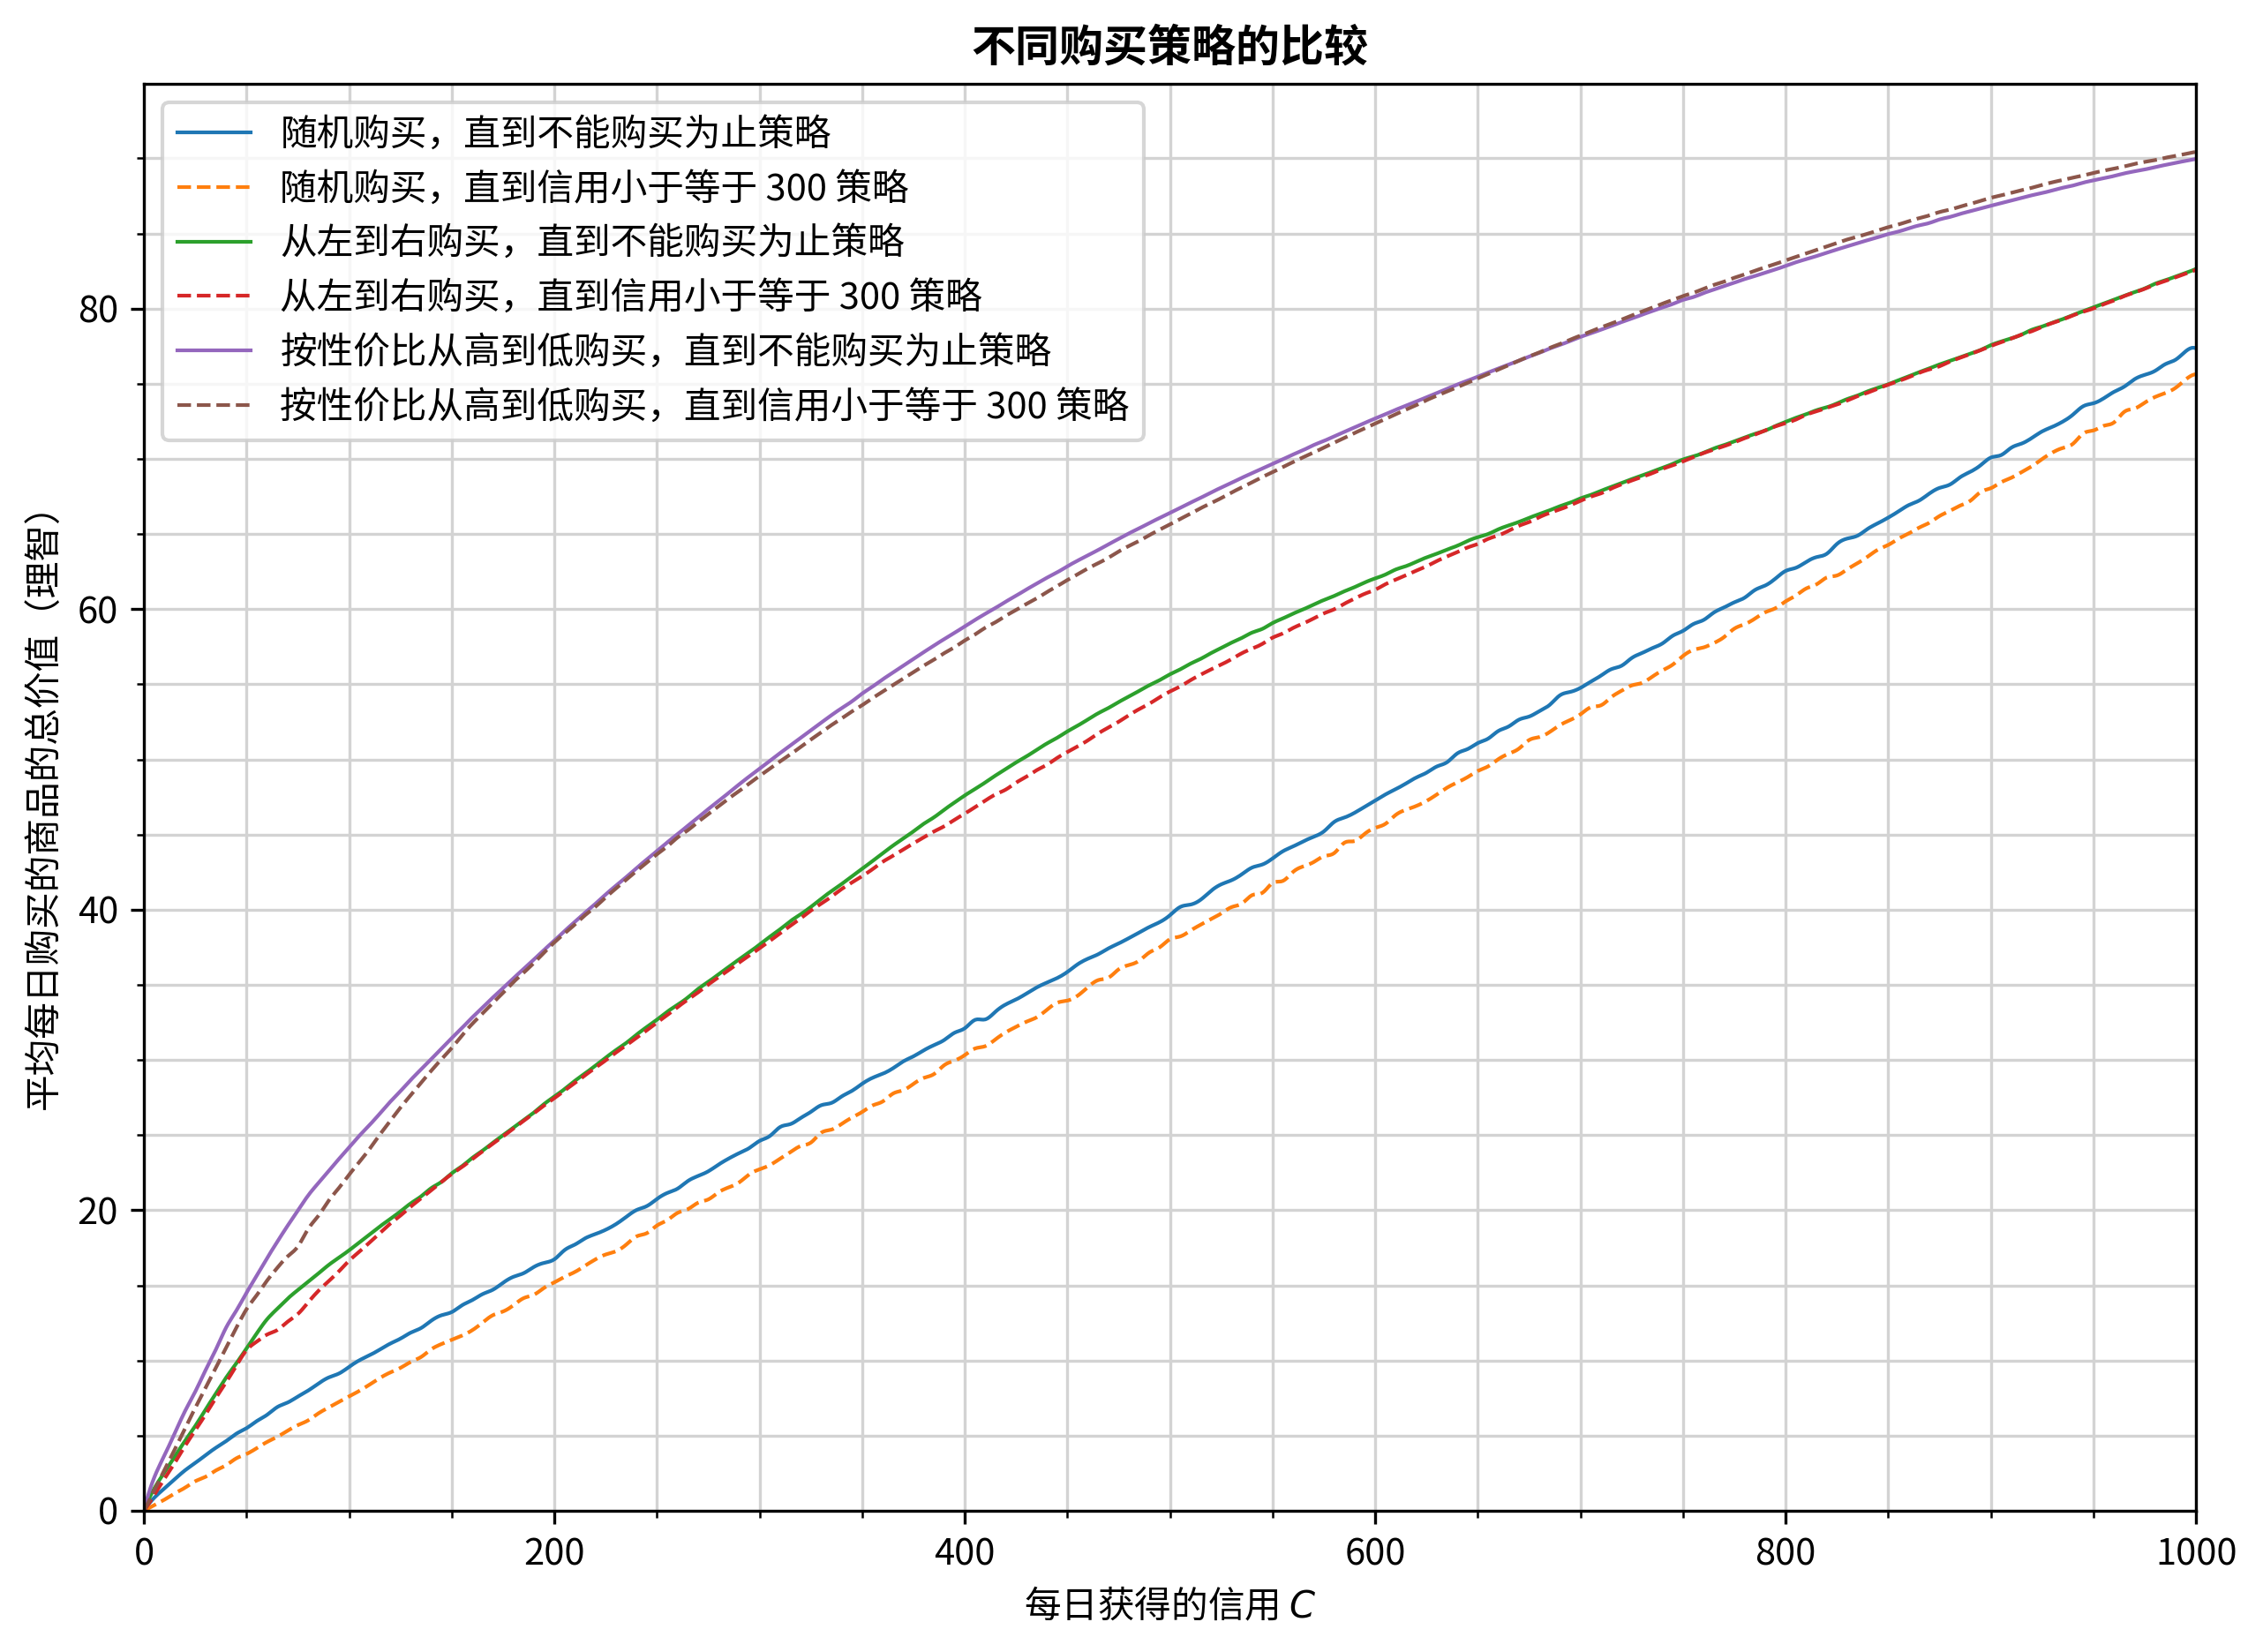 不同购买策略的比较
随机购买，直到不能购买为止策略
随机购买，直到信用小于等于 300 策略
从左到右购买，直到不能购买为止策略
从左到右购买，直到信用小于等于 300 策略
按性价比从高到低购买，直到不能购买为止策略
按性价比从高到低购买，直到信用小于等于 300 策略
平均每日购买的商品的总价值（理智）
80
60
40
20
0
0 200 400 600 800 1000
每日获得的信用 C